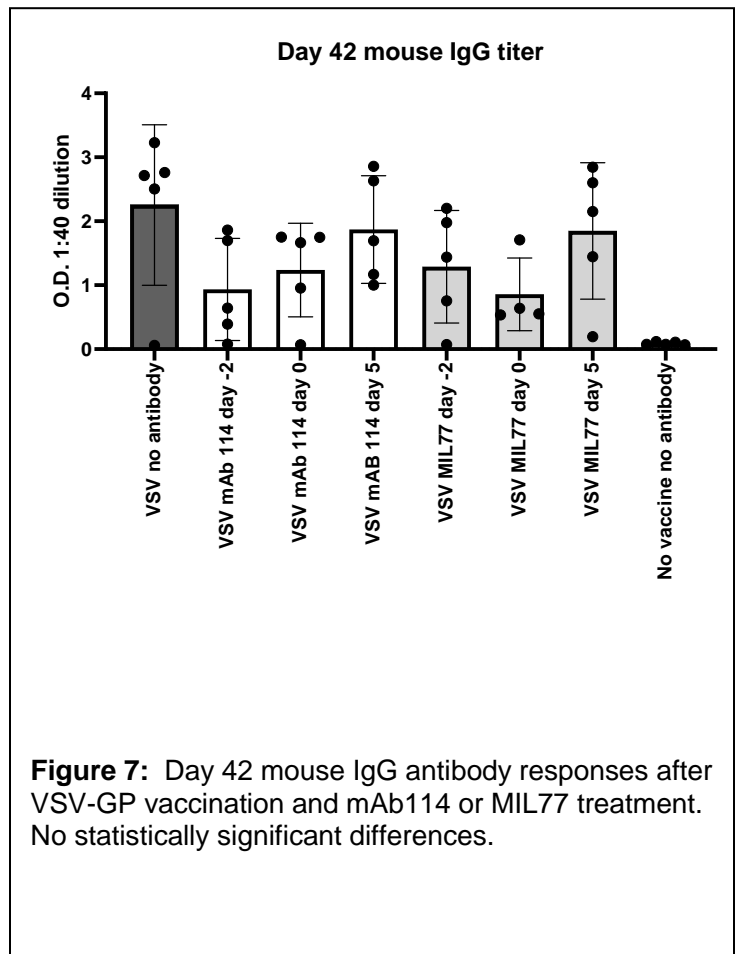 Day 42 mouse IgG titer
O.D. 1:40 dilution
4
3
2
1
0
VSV no antibody
VSV mAb 114 day -2
VSV mAb 114 day 0
VSV mAB 114 day 5
VSV MIL77 day -2
VSV MIL77 day 0
VSV MIL77 day 5
No vaccine no antibody
Figure 7: Day 42 mouse IgG antibody responses after
VSV-GP vaccination and mAb114 or MIL77 treatment.
No statistically significant differences.